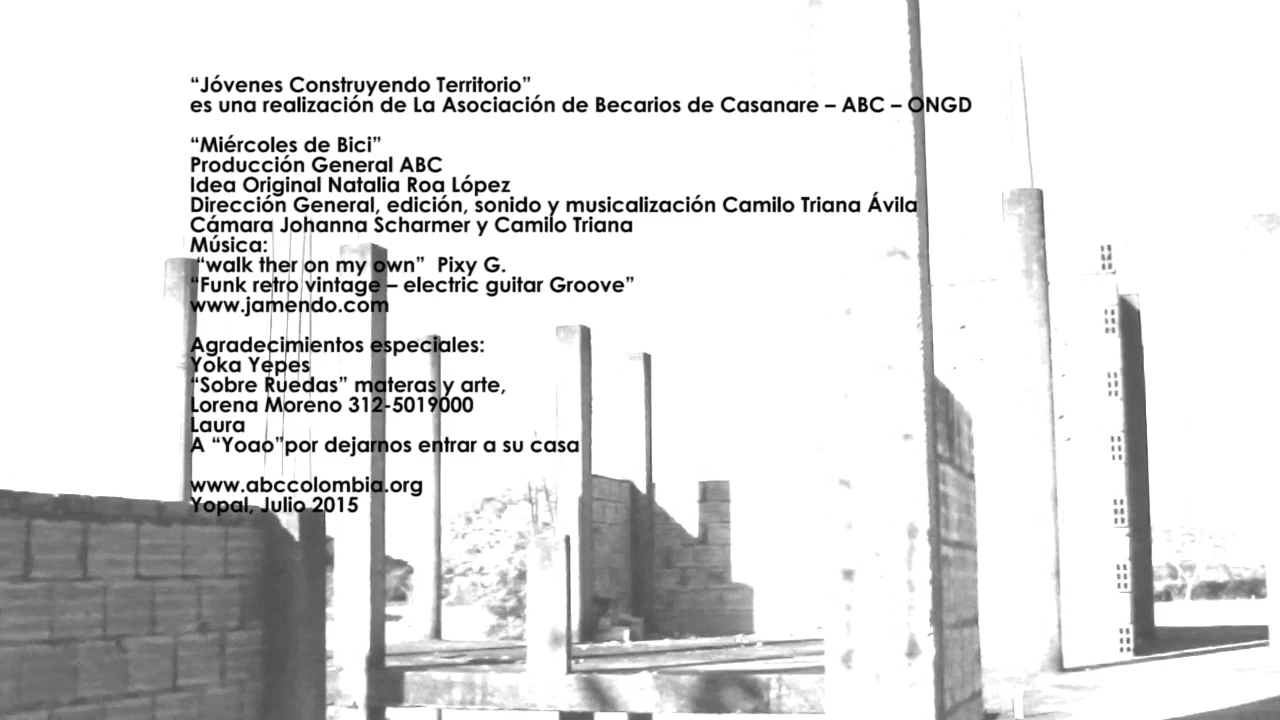 “Jóvenes Construyendo Territorio”
es una realización de La Asociación de Becarios de Casanare – ABC – ONGD
“Miércoles de Bici”
Producción General ABC
Idea Original Natalia Roa López
Dirección General, edición, sonido y musicalización Camilo Triana Ávila
Cámara Johanna Scharmer y Camilo Triana
Música:
“walk ther on my own” Pixy G.
“Funk retro vintage – electric guitar Groove”
www.jamendo.com
Agradecimientos especiales:
Yoka Yepes
“Sobre Ruedas” materas y arte,
Lorena Moreno 312-5019000
Laura
A “Yoao”por dejarnos entrar a su casa
www.abccolombia.org
Yopal, Julio 2015